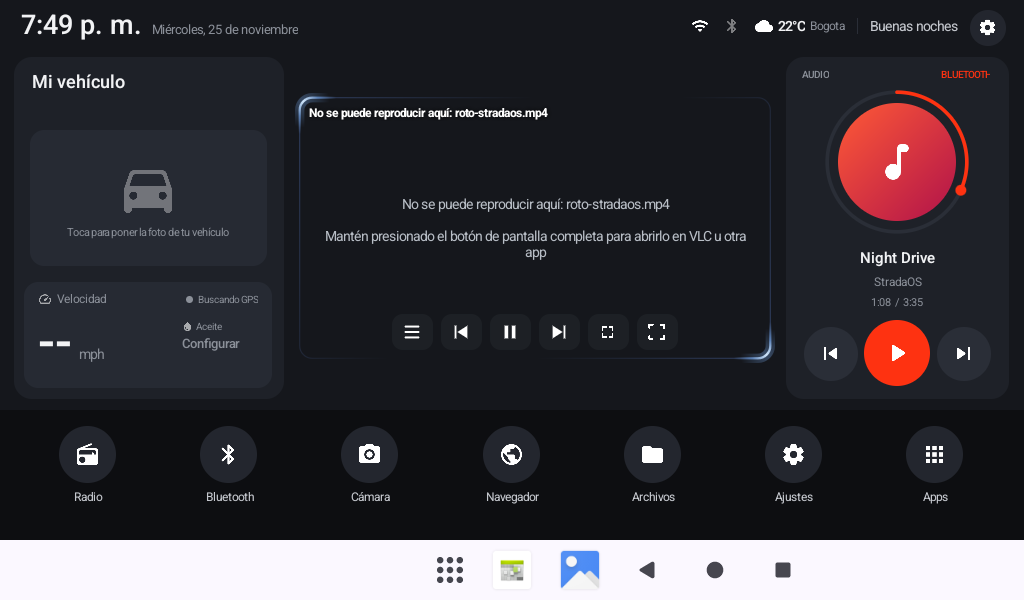 7:49 p. m. Miércoles, 25 de noviembre
22°C Bogota
Buenas noches
Mi vehículo
Toca para poner la foto de tu vehículo
Velocidad
Buscando GPS
Aceite
Configurar
-- mph
No se puede reproducir aquí: roto-stradaos.mp4
No se puede reproducir aquí: roto-stradaos.mp4
Mantén presionado el botón de pantalla completa para abrirlo en VLC u otra
app
AUDIO
BLUETOOTH
Night Drive
StradaOS
1:08 / 3:35
Radio
Bluetooth
Cámara
Navegador
Archivos
Ajustes
Apps